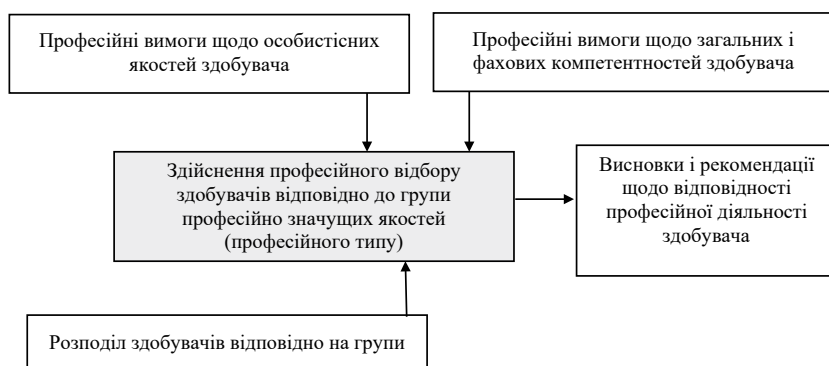 Професійні вимоги щодо особистісних
якостей здобувача
Професійні вимоги щодо загальних і
фахових компетентностей здобувача
Здійснення професійного відбору
здобувачів відповідно до групи
професійно значущих якостей
(професійного типу)
Висновки і рекомендації
щодо відповідності
професійної діяльності
здобувача
Розподіл здобувачів відповідно на групи